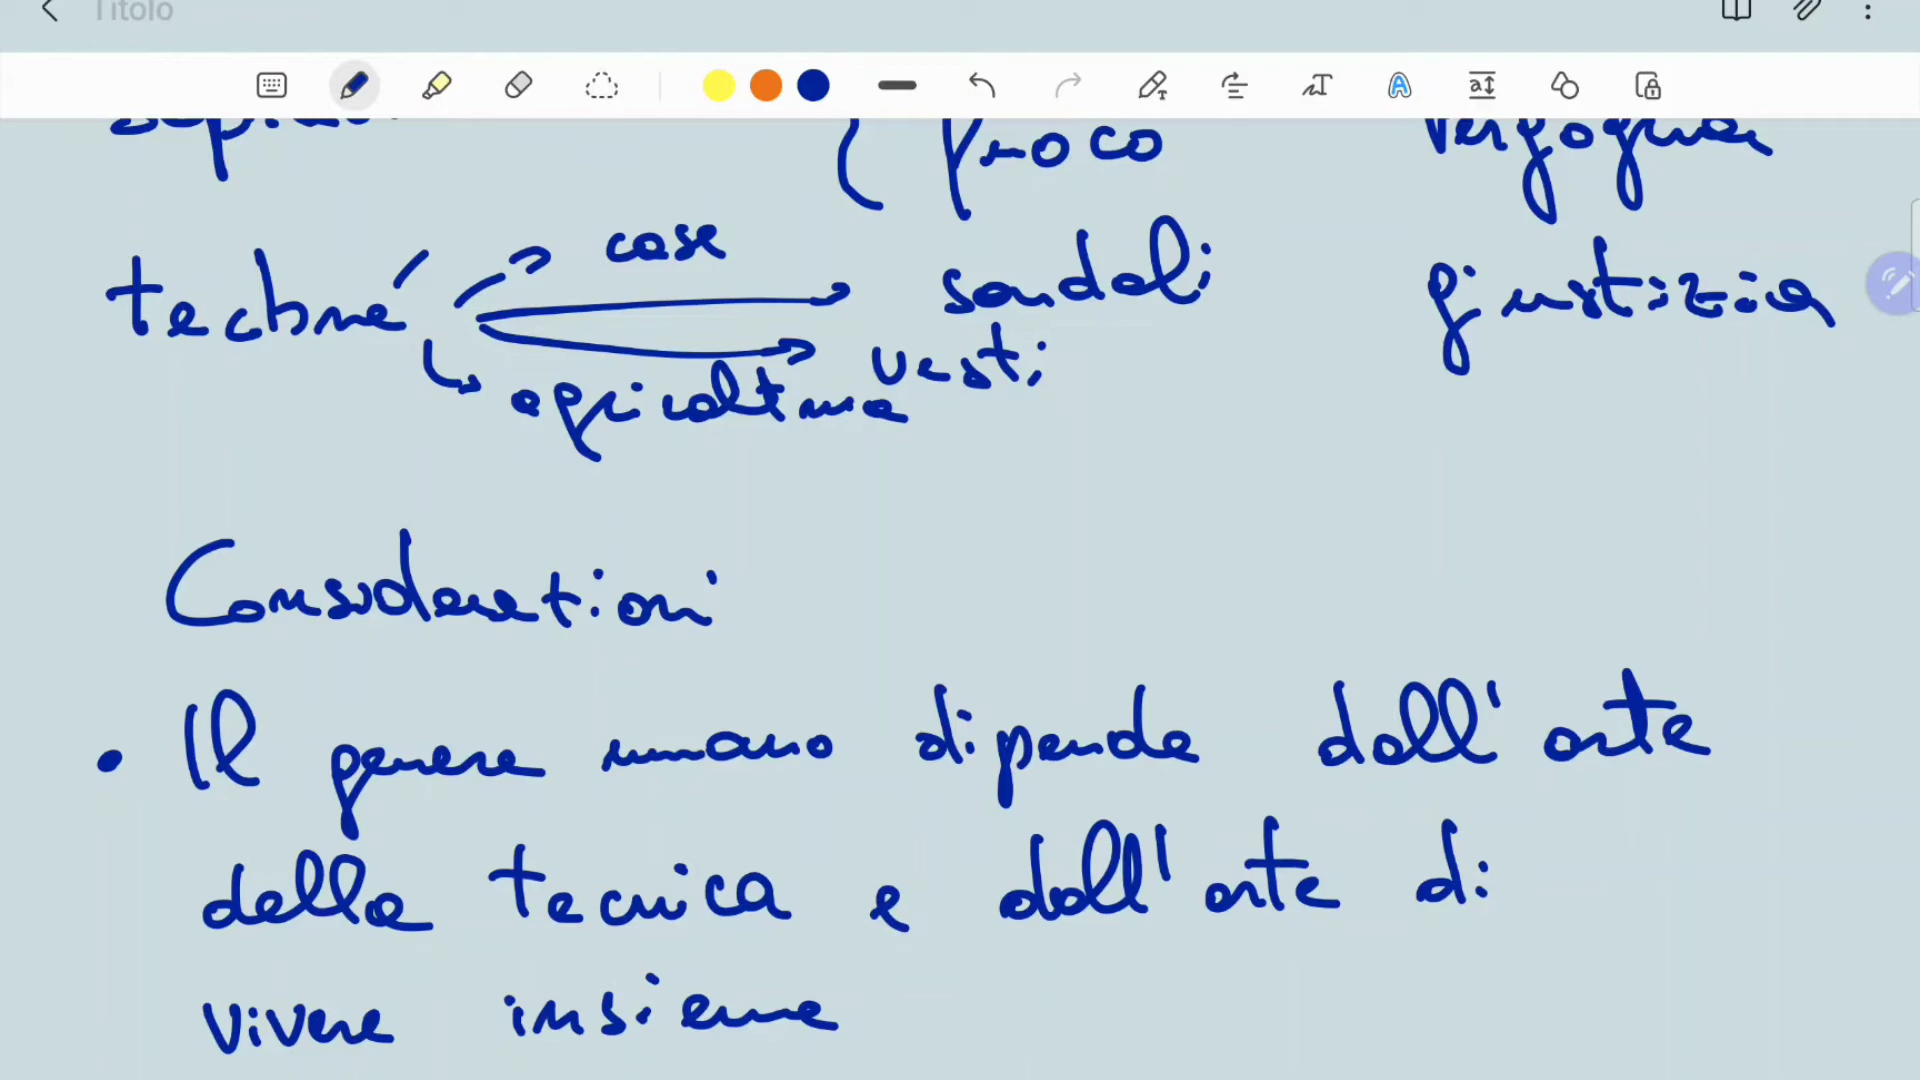 Titolo
fuoco vergogna
techné case sandali giustizia
vesti
agricoltura
Considerazioni
• Il genere umano dipende dall'arte
della tecnica e dall'arte di
vivere insieme